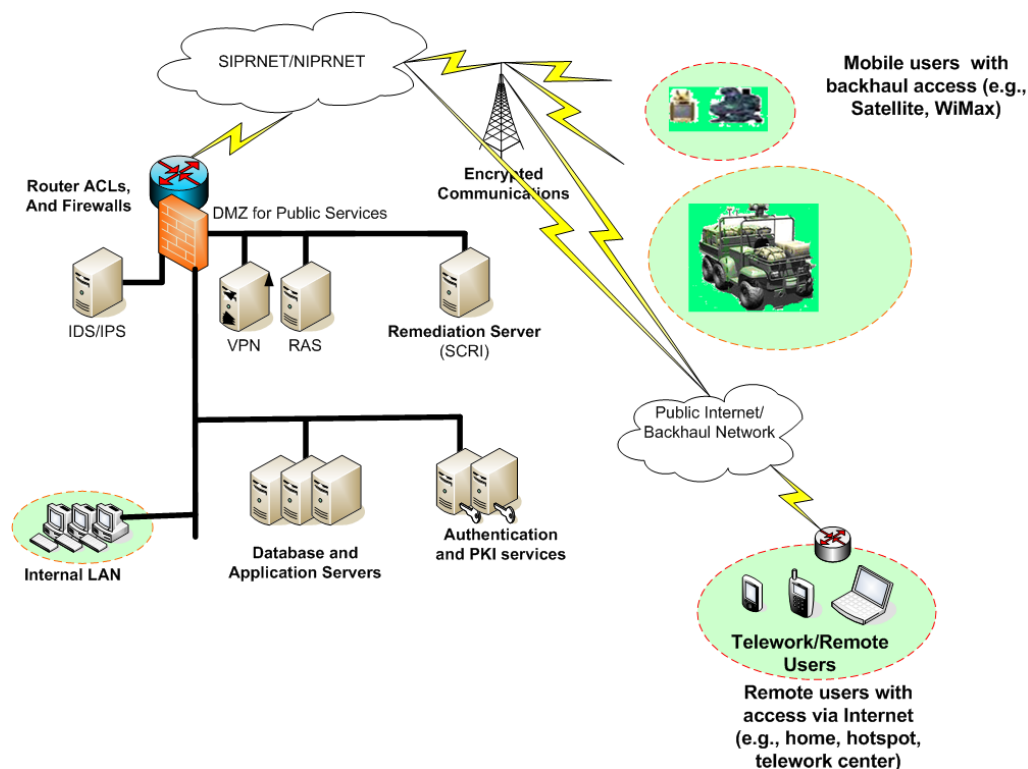 SIPRNET/NIPRNET
Mobile users with
backhaul access (e.g.,
Satellite, WiMax)
Encrypted
Communications
Router ACLs,
And Firewalls
DMZ for Public Services
IDS/IPS
VPN
RAS
Remediation Server
(SCRI)
Public Internet/
Backhaul Network
Internal LAN
Database and
Application Servers
Authentication
and PKI services
Telework/Remote
Users
Remote users with
access via Internet
(e.g., home, hotspot,
telework center)